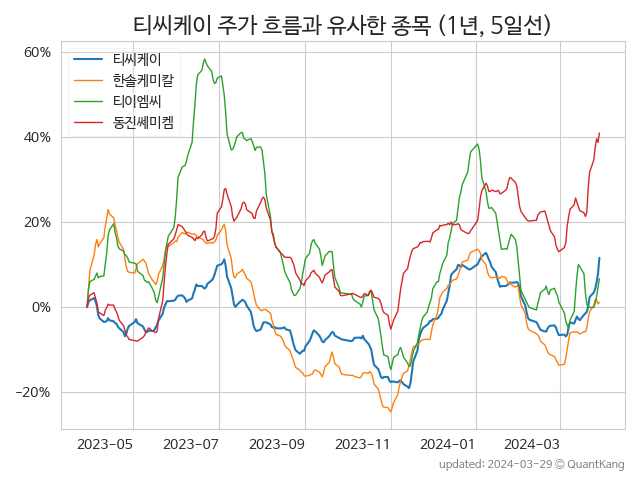 티씨케이 주가 흐름과 유사한 종목 (1년, 5일선)
티씨케이
한솔케미칼
티이엠씨
동진쎄미켐
60%
40%
20%
0%
−20%
2023-05 2023-07 2023-09 2023-11 2024-01 2024-03
updated: 2024-03-29 © QuantKang